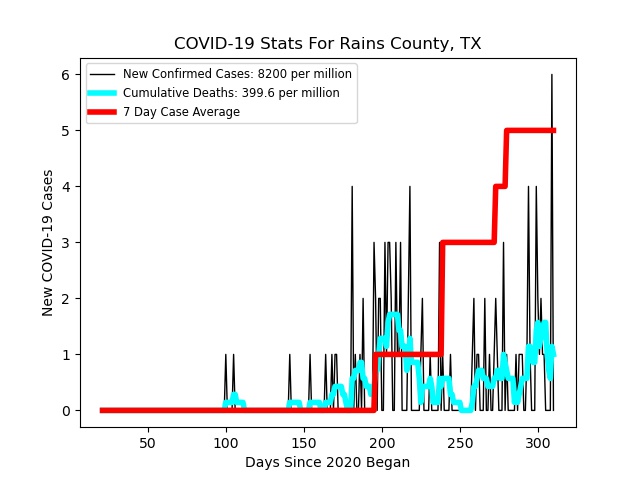 COVID-19 Stats For Rains County, TX
New Confirmed Cases: 8200 per million
Cumulative Deaths: 399.6 per million
7 Day Case Average
New COVID-19 Cases
6
5
4
3
2
1
0
50 100 150 200 250 300
Days Since 2020 Began